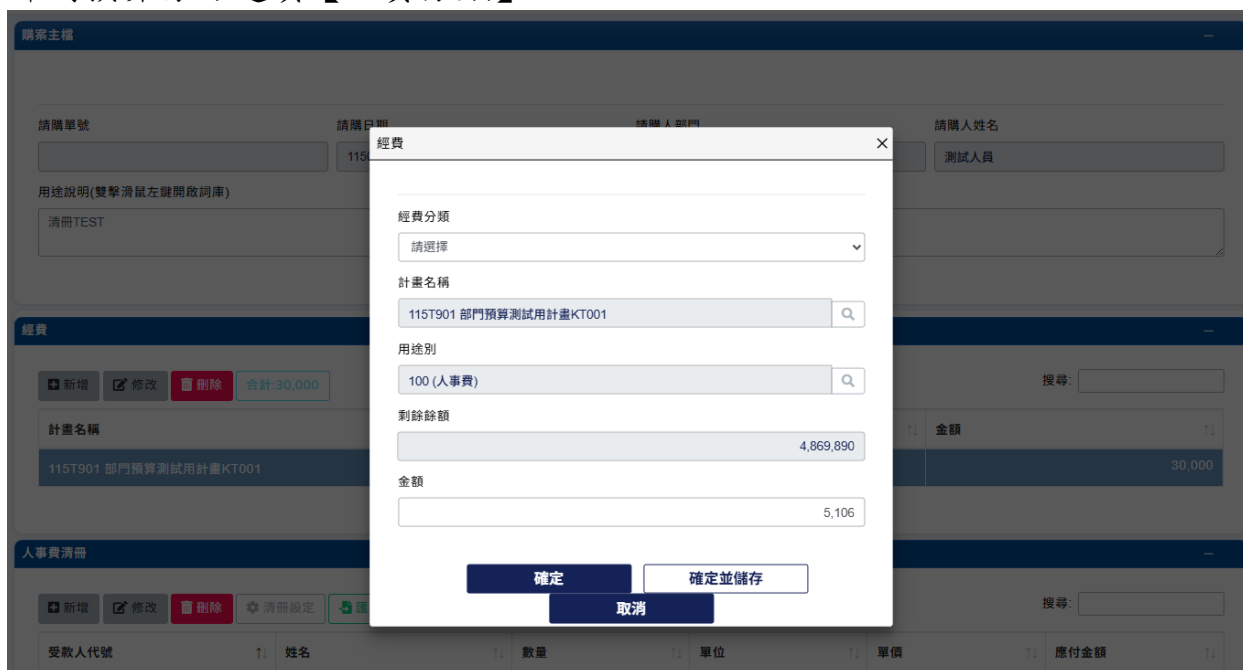 購案主檔
請購單號
請購日期
請購人姓名
測試人員
用途說明(雙擊滑鼠左鍵開啟詞庫)
清冊TEST
經費
經費分類
請選擇
計畫名稱
115T901 部門預算測試用計畫KT001
用途別
100 (人事費)
剩餘餘額
4,869,890
金額
5,106
確定
確定並儲存
取消
經費
新增
修改
刪除
合計:30,000
搜尋:
計畫名稱
金額
115T901 部門預算測試用計畫KT001
30,000
人事費清冊
新增
修改
刪除
清冊設定
搜尋:
受款人代號
姓名
數量
單位
單價
應付金額